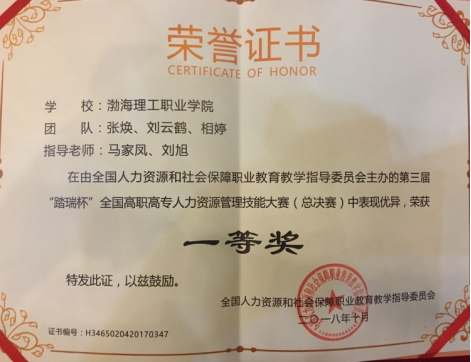 荣誉证书
CERTIFICATE OF HONOR
学 校：渤海理工职业学院
团 队：张焕、刘云鹤、相婷
指导老师：马家凤、刘旭
在由全国人力资源和社会保障职业教育教学指导委员会主办的第三届
“踏瑞杯”全国高职高专人力资源管理技能大赛（总决赛）中表现优异，荣获
一等奖
特发此证，以兹鼓励。
全国人力资源和社会保障职业教育教学指导委员会
二〇一八年十月
证书编号：H3465020420170347